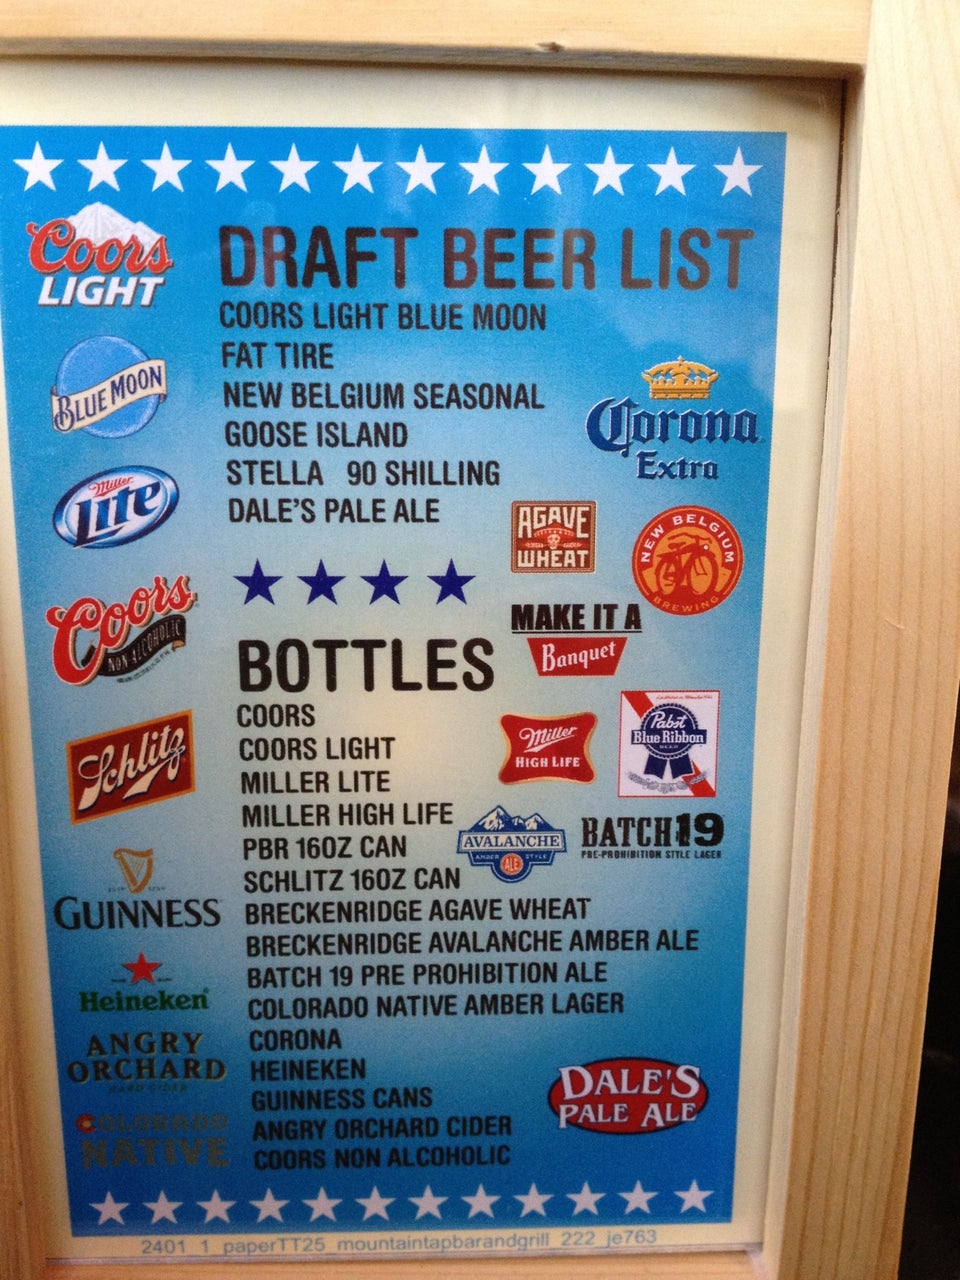 Coors
LIGHT
DRAFT BEER LIST
COORS LIGHT BLUE MOON
FAT TIRE
NEW BELGIUM SEASONAL
GOOSE ISLAND
STELLA 90 SHILLING
DALE'S PALE ALE
BLUE MOON
Miller
Lite
Corona
Extra
AGAVE
WHEAT
NEW BELGIUM
BREWING
Coors
NON-ALCOHOLIC
MAKE IT A
Banquet
BOTTLES
COORS
COORS LIGHT
MILLER LITE
MILLER HIGH LIFE
PBR 16OZ CAN
SCHLITZ 16OZ CAN
BRECKENRIDGE AGAVE WHEAT
BRECKENRIDGE AVALANCHE AMBER ALE
BATCH 19 PRE PROHIBITION ALE
COLORADO NATIVE AMBER LAGER
CORONA
HEINEKEN
GUINNESS CANS
ANGRY ORCHARD CIDER
COORS NON ALCOHOLIC
Schlitz
Miller
HIGH LIFE
Pabst
Blue Ribbon
BEER
AVALANCHE
AMBER STYLE
ALE
BATCH 19
PRE-PROHIBITION STYLE LAGER
GUINNESS
Heineken
ANGRY
ORCHARD
HARD CIDER
COLORADO
NATIVE
DALE'S
PALE ALE
2401_1_paperTT25_mountaintapbarandgrill_222_je763